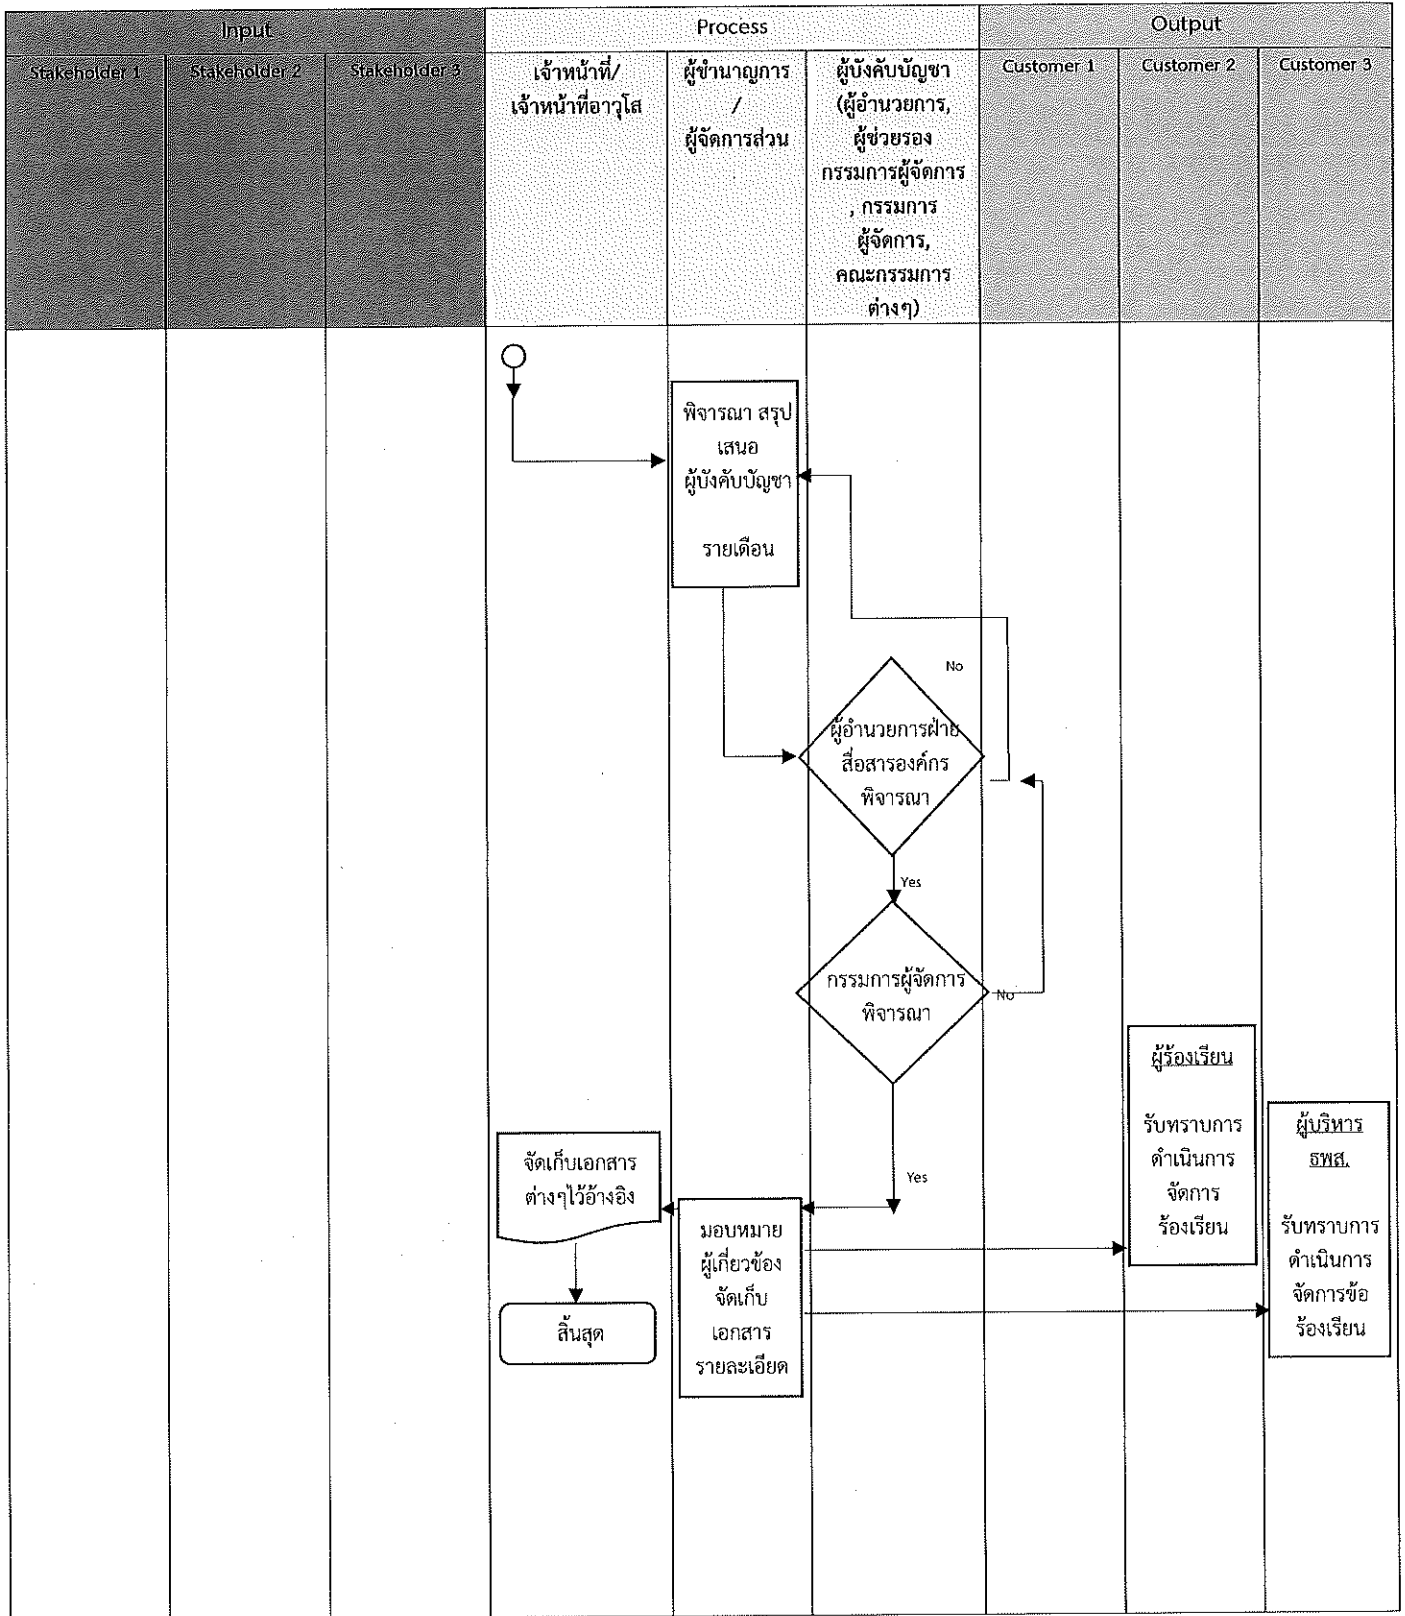 Input
Process
Output
Stakeholder 1
Stakeholder 2
Stakeholder 3
เจ้าหน้าที่/
เจ้าหน้าที่อาวุโส
ผู้ชำนาญการ
/
ผู้จัดการส่วน
ผู้บังคับบัญชา
(ผู้อำนวยการ,
ผู้ช่วยรอง
กรรมการผู้จัดการ
, กรรมการ
ผู้จัดการ,
คณะกรรมการ
ต่างๆ)
Customer 1
Customer 2
Customer 3
พิจารณา สรุป
เสนอ
ผู้บังคับบัญชา
รายเดือน
No
ผู้อำนวยการฝ่าย
สื่อสารองค์กร
พิจารณา
Yes
กรรมการผู้จัดการ
พิจารณา
No
Yes
ผู้ร้องเรียน
รับทราบการ
ดำเนินการ
จัดการ
ร้องเรียน
ผู้บริหาร
ธพส.
รับทราบการ
ดำเนินการ
จัดการข้อ
ร้องเรียน
จัดเก็บเอกสาร
ต่างๆไว้อ้างอิง
มอบหมาย
ผู้เกี่ยวข้อง
จัดเก็บ
เอกสาร
รายละเอียด
สิ้นสุด